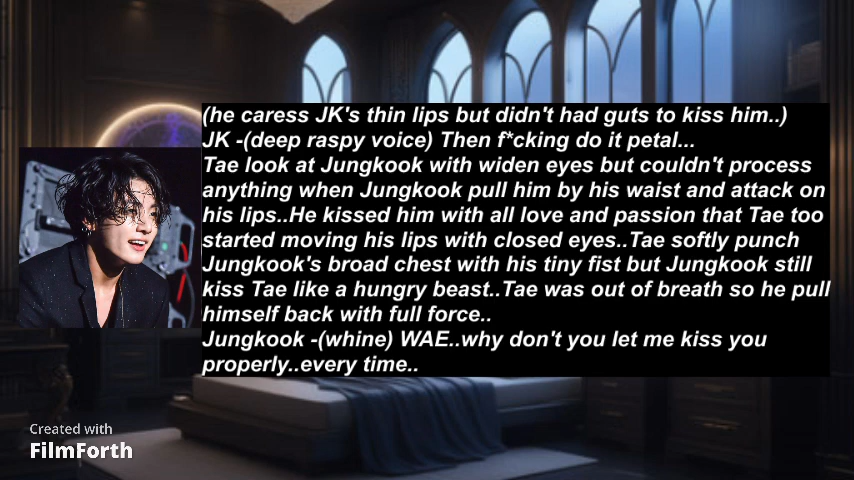 (he caress JK's thin lips but didn't had guts to kiss him..)
JK -(deep raspy voice) Then f*cking do it petal...
Tae look at Jungkook with widen eyes but couldn't process
anything when Jungkook pull him by his waist and attack on
his lips..He kissed him with all love and passion that Tae too
started moving his lips with closed eyes..Tae softly punch
Jungkook's broad chest with his tiny fist but Jungkook still
kiss Tae like a hungry beast..Tae was out of breath so he pull
himself back with full force..
Jungkook -(whine) WAE..why don't you let me kiss you
properly..every time..
Created with
FilmForth